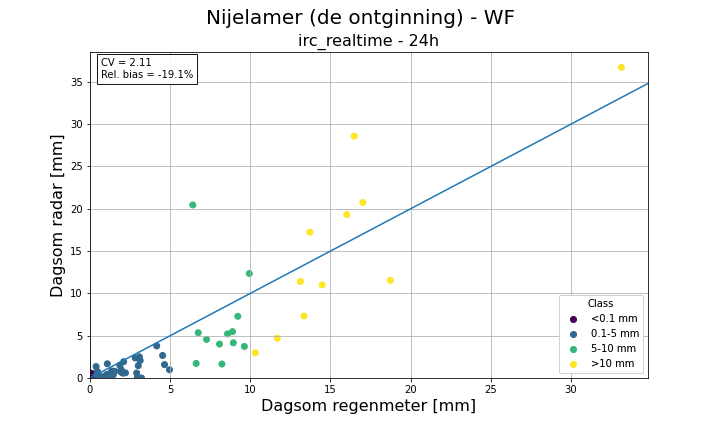 Nijelamer (de ontginning) - WF
irc_realtime - 24h
CV = 2.11
Rel. bias = -19.1%
Dagsom radar [mm]
35
30
25
20
15
10
5
0
0 5 10 15 20 25 30
Dagsom regenmeter [mm]
Class
<0.1 mm
0.1-5 mm
5-10 mm
>10 mm